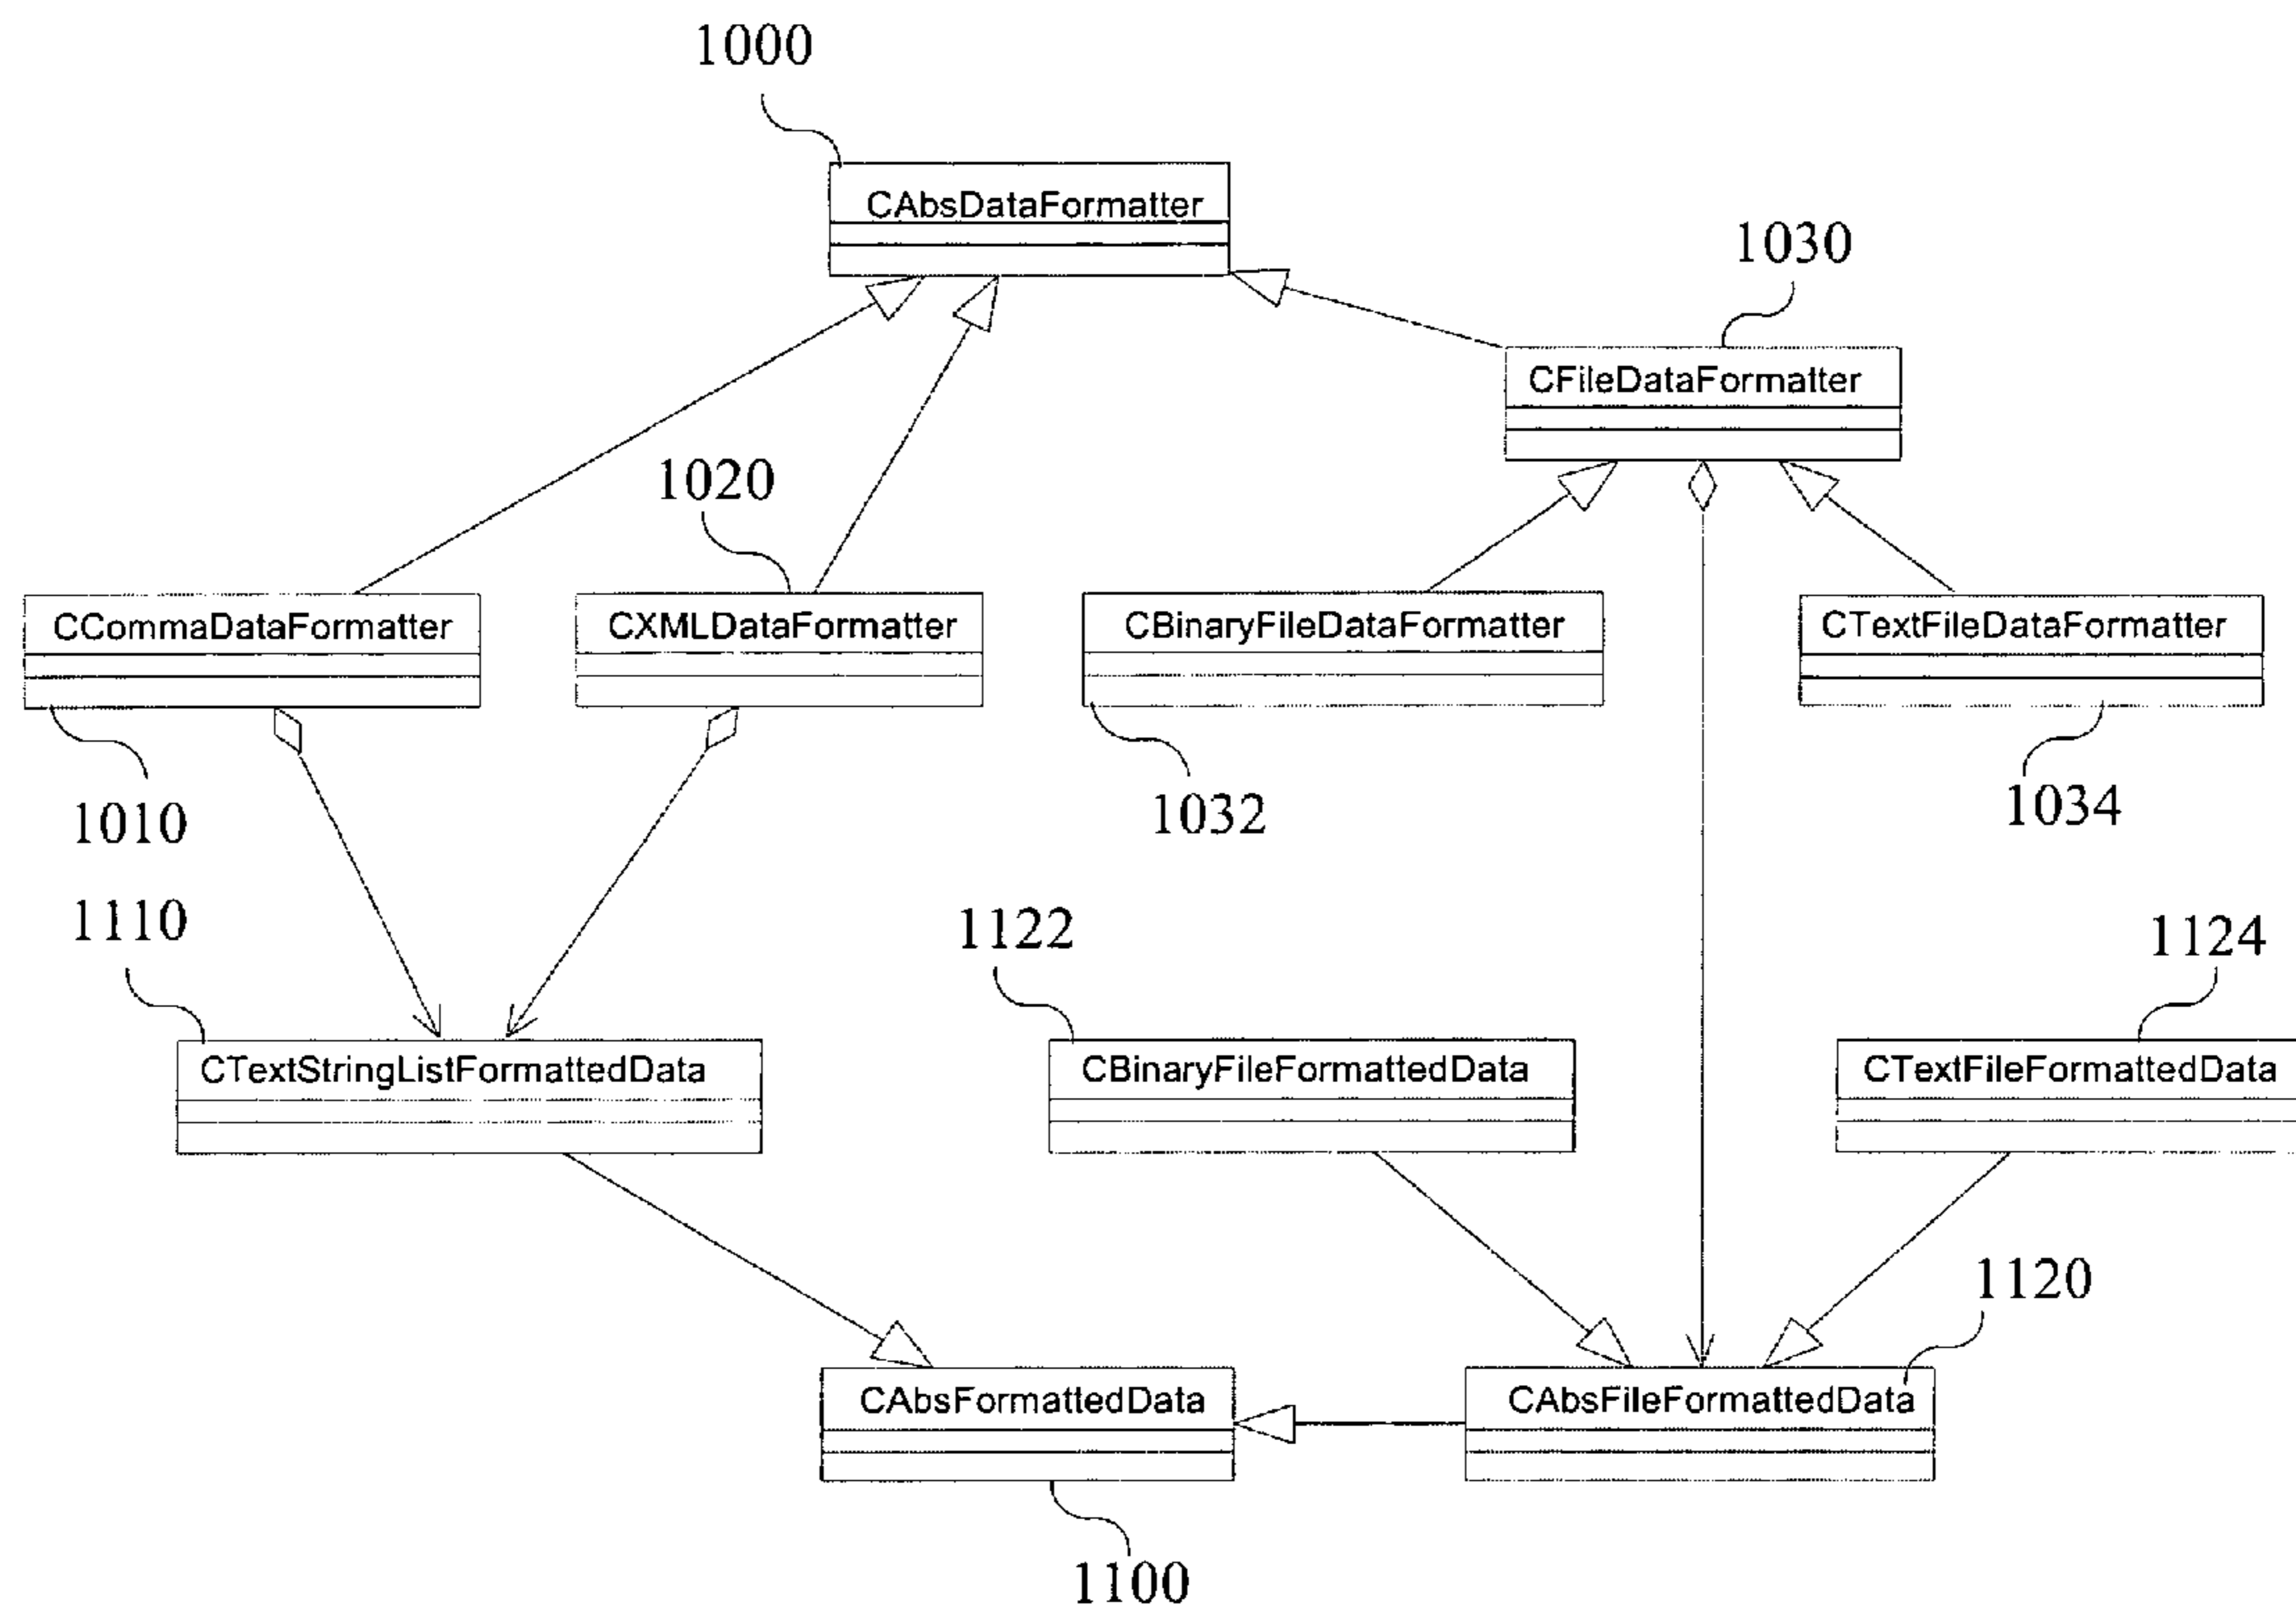 1000
CAbsDataFormatter
1030
CFileDataFormatter
1020
CCommaDataFormatter
CXMLDataFormatter
CBinaryFileDataFormatter
CTextFileDataFormatter
1010
1032
1034
1110
1122
1124
CTextStringListFormattedData
CBinaryFileFormattedData
CTextFileFormattedData
1120
CAbsFormattedData
CAbsFileFormattedData
1100